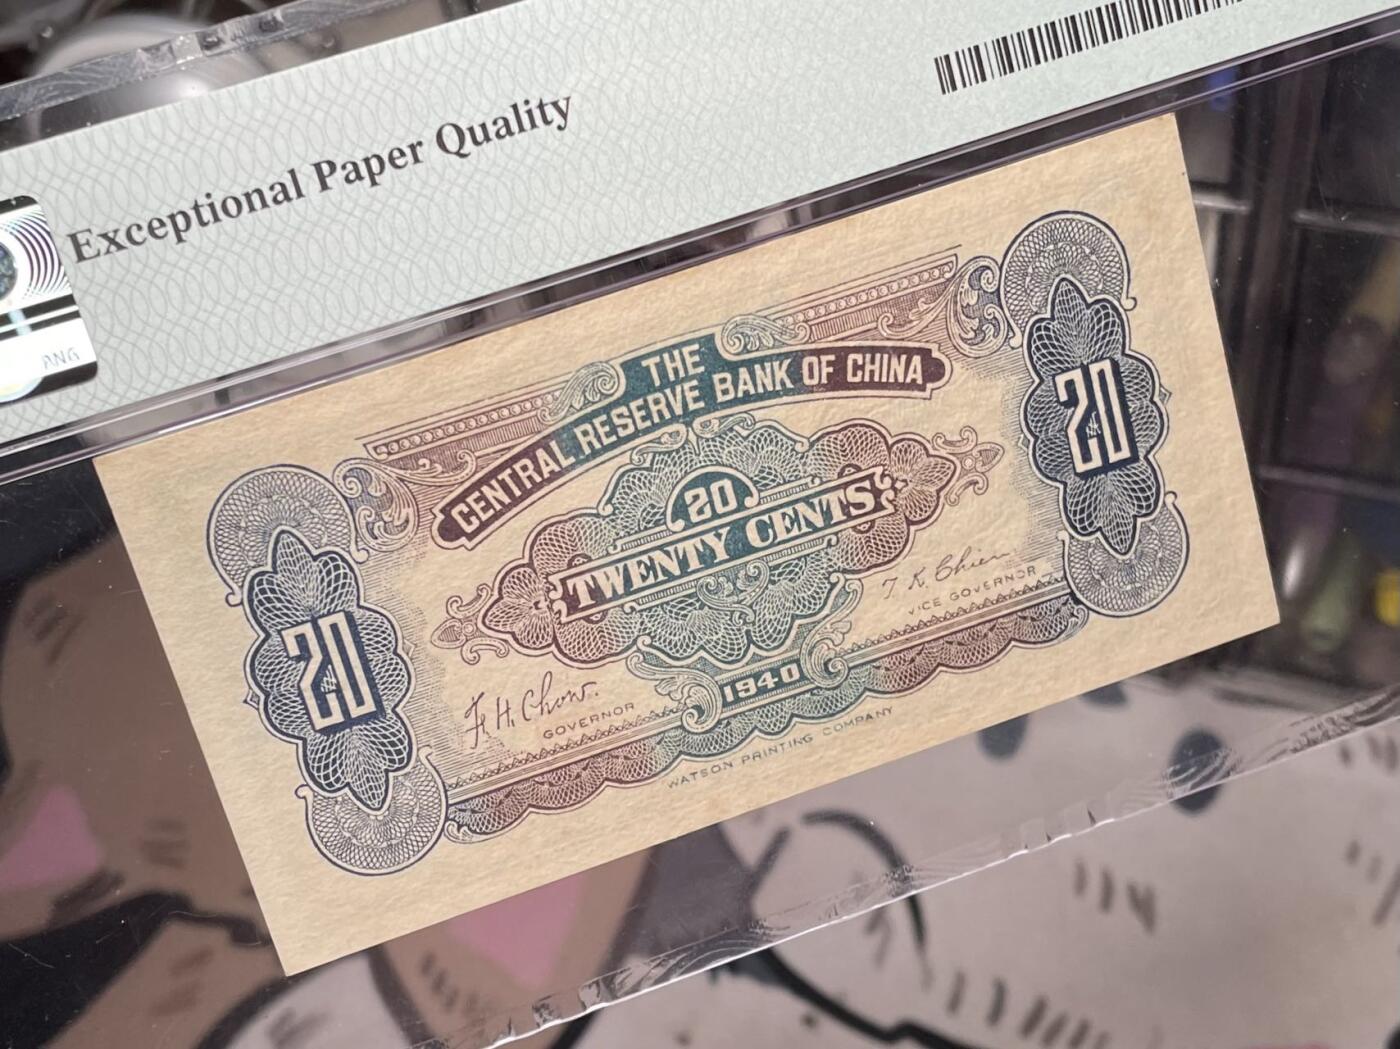 Exceptional Paper Quality
PNG
THE
CENTRAL RESERVE BANK OF CHINA
20
20
TWENTY CENTS
20
F. H. Chow.
GOVERNOR
T. K. Chien
VICE GOVERNOR
1940
WATSON PRINTING COMPANY